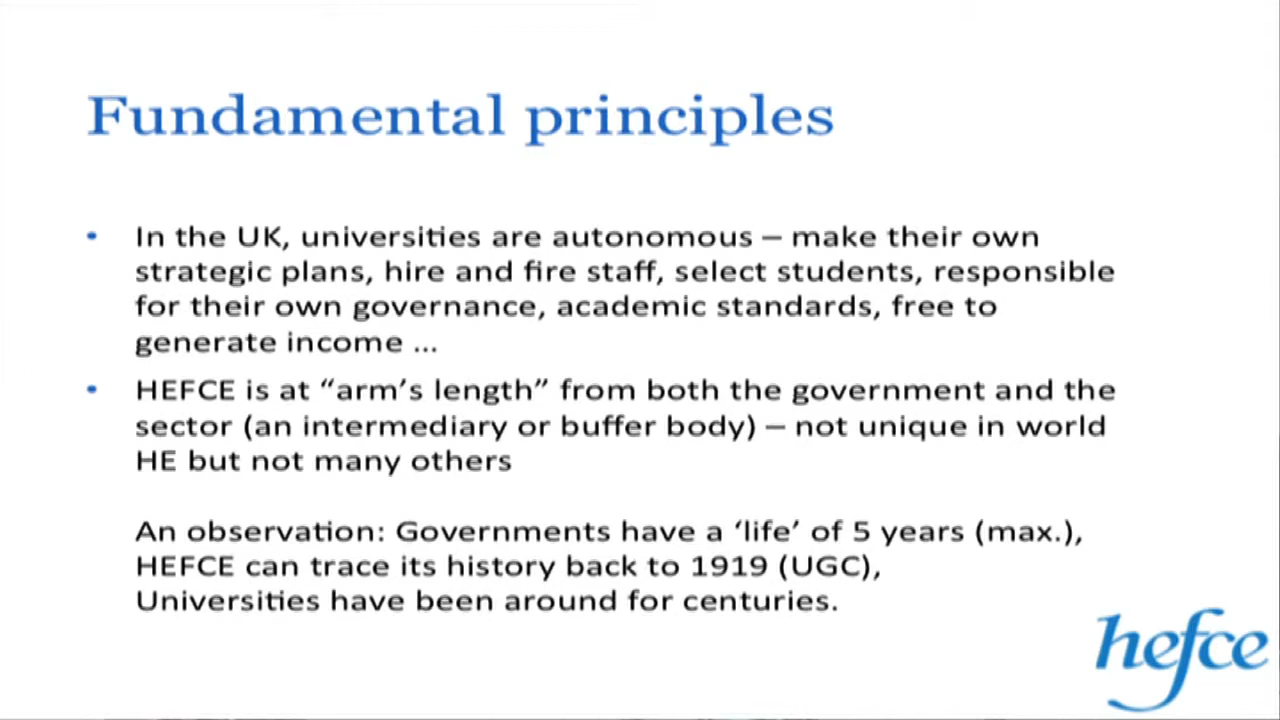 Fundamental principles
• In the UK, universities are autonomous – make their own
strategic plans, hire and fire staff, select students, responsible
for their own governance, academic standards, free to
generate income ...
• HEFCE is at “arm’s length” from both the government and the
sector (an intermediary or buffer body) – not unique in world
HE but not many others
An observation: Governments have a ‘life’ of 5 years (max.),
HEFCE can trace its history back to 1919 (UGC),
Universities have been around for centuries.
hefce